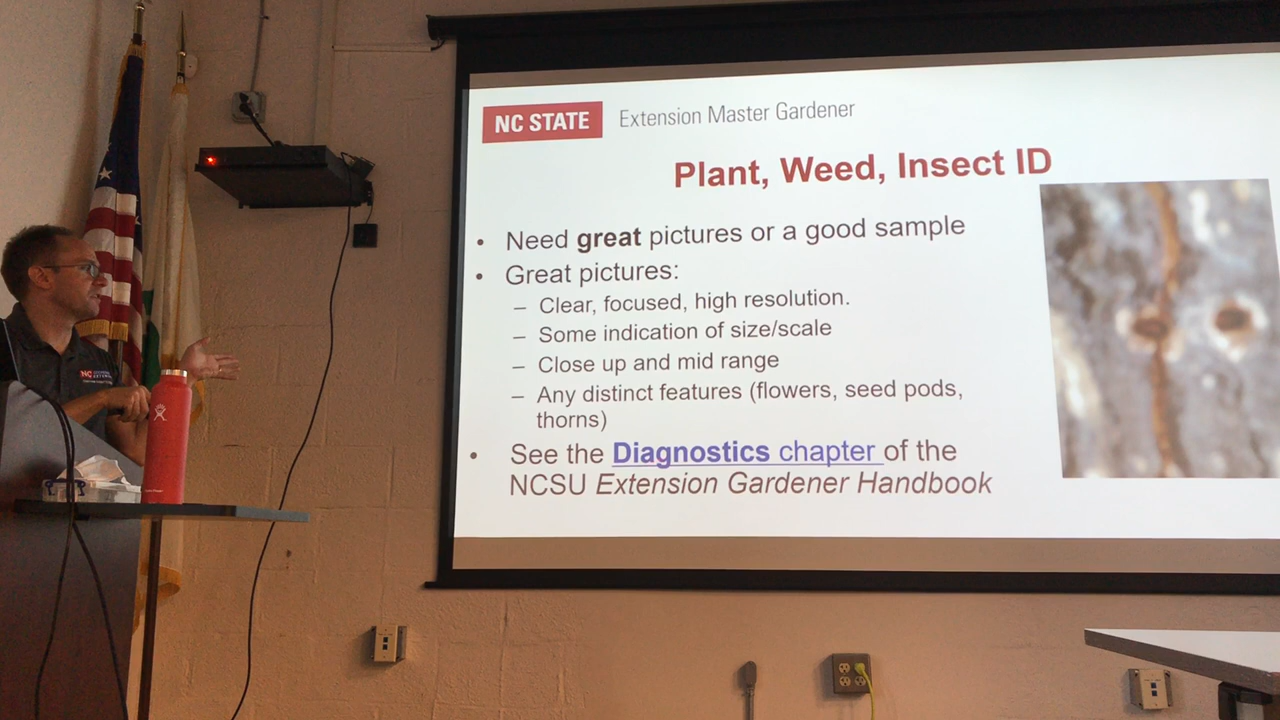 NC STATE Extension Master Gardener
Plant, Weed, Insect ID
• Need great pictures or a good sample
• Great pictures:
– Clear, focused, high resolution.
– Some indication of size/scale
– Close up and mid range
– Any distinct features (flowers, seed pods,
thorns)
• See the Diagnostics chapter of the
NCSU Extension Gardener Handbook
NC